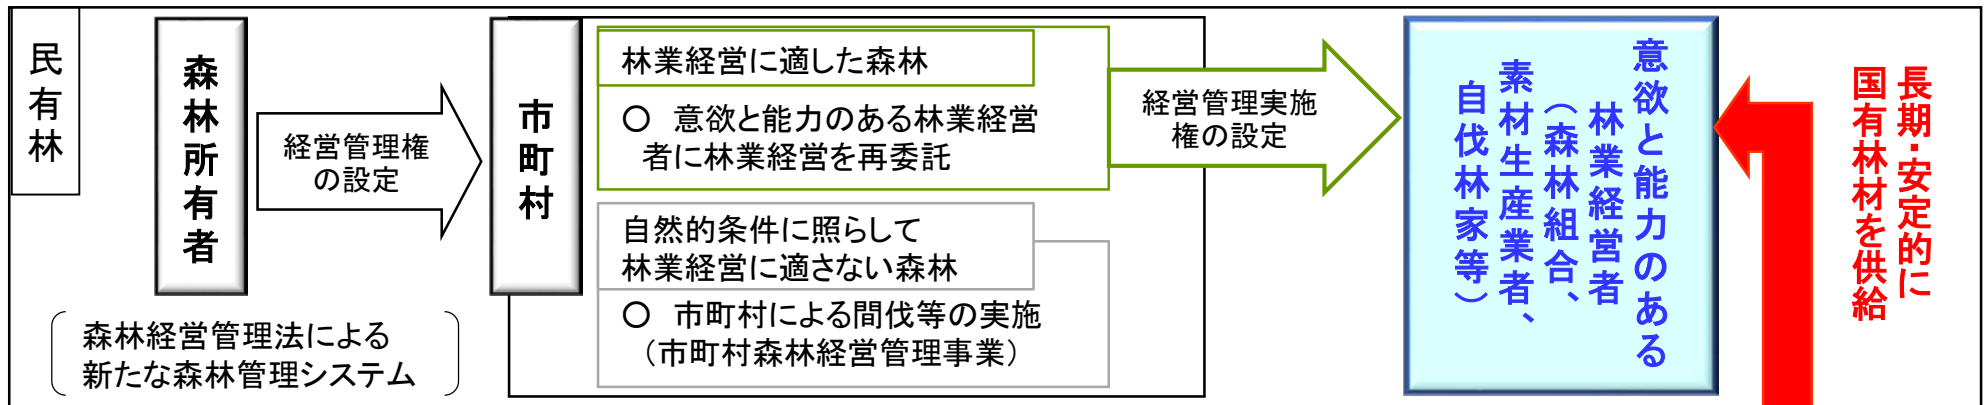 民有林
森林所有者
経営管理権
の設定
森林経営管理法による
新たな森林管理システム
市町村
林業経営に適した森林
○ 意欲と能力のある林業経営
者に林業経営を再委託
自然的条件に照らして
林業経営に適さない森林
○ 市町村による間伐等の実施
(市町村森林経営管理事業)
経営管理実施
権の設定
意欲と能力のある
林業経営者
(森林組合、
素材生産業者、
自伐林家等)
長期・安定的に
国有林材を供給